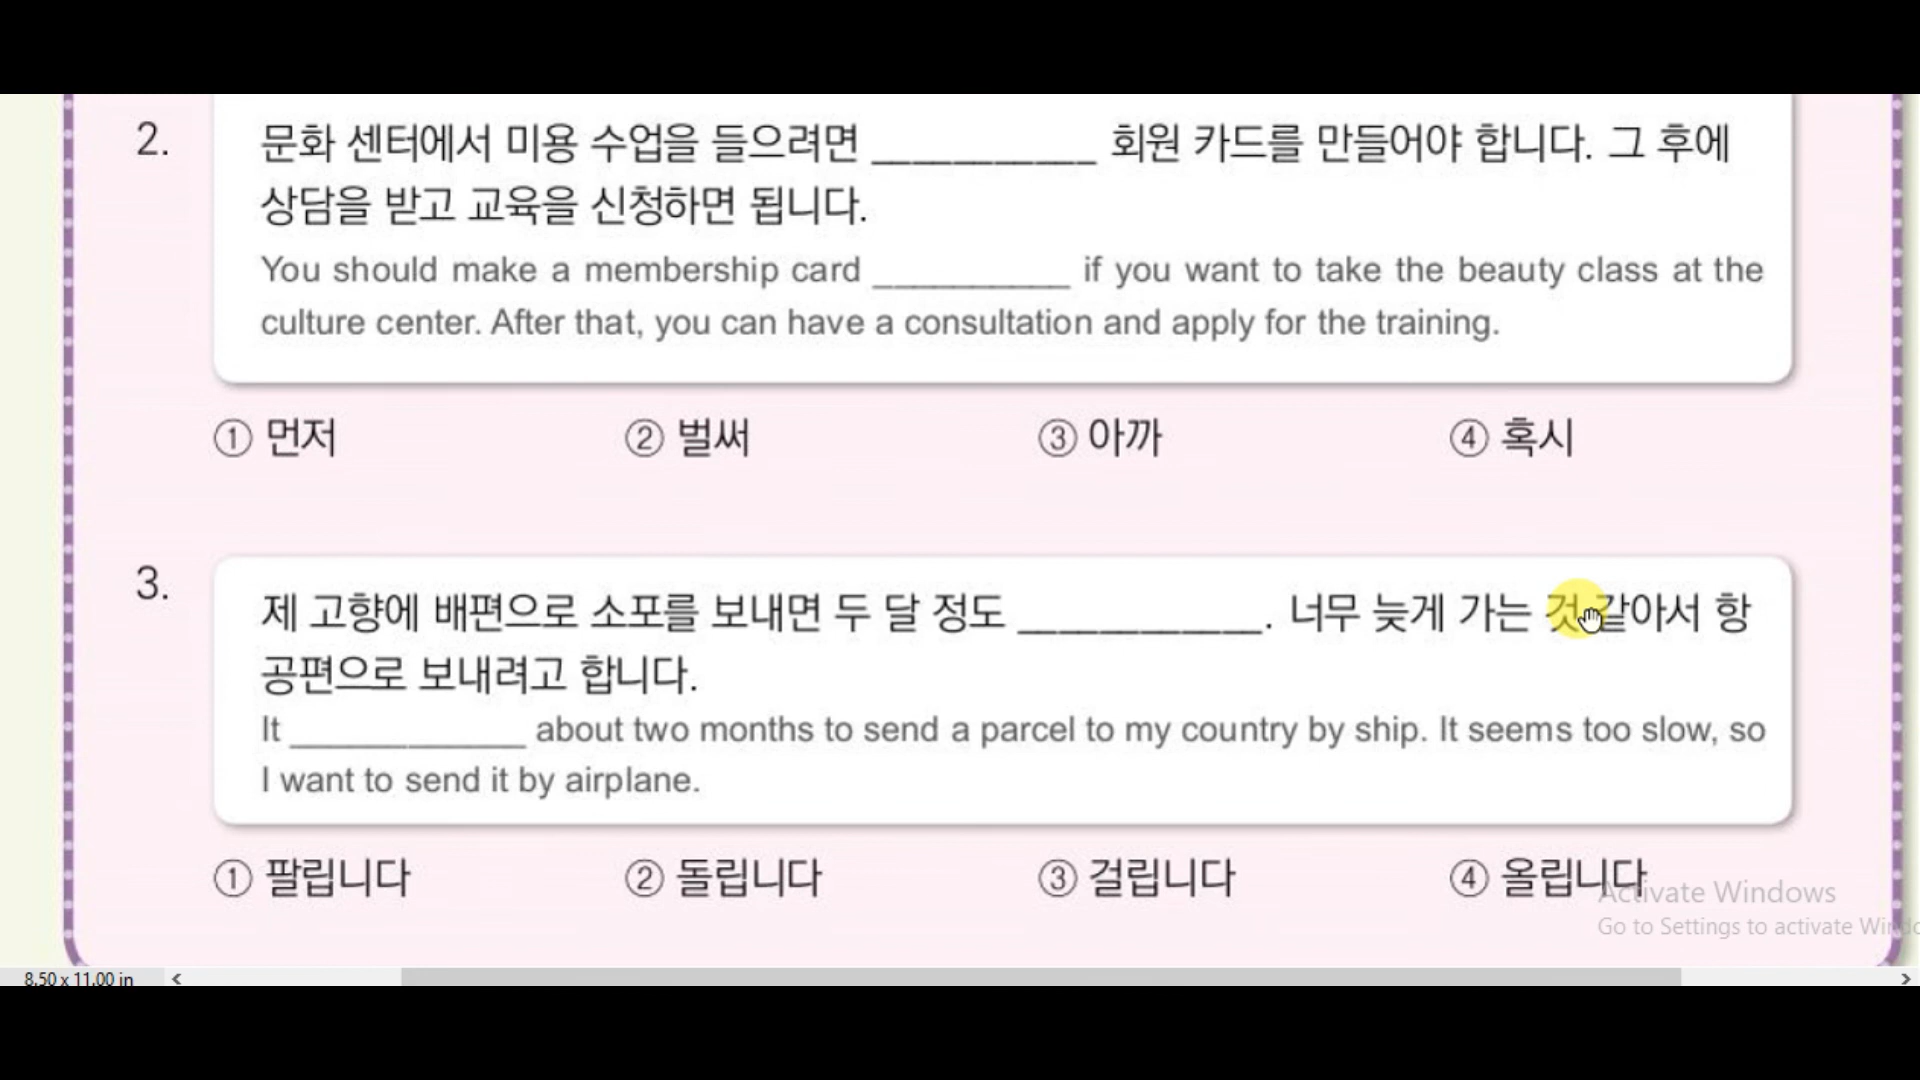 2. 문화 센터에서 미용 수업을 들으려면 ___________ 회원 카드를 만들어야 합니다. 그 후에
상담을 받고 교육을 신청하면 됩니다.
You should make a membership card __________ if you want to take the beauty class at the
culture center. After that, you can have a consultation and apply for the training.
① 먼저 ② 벌써 ③ 아까 ④ 혹시
3. 제 고향에 배편으로 소포를 보내면 두 달 정도 ____________. 너무 늦게 가는 것 같아서 항
공편으로 보내려고 합니다.
It ____________ about two months to send a parcel to my country by ship. It seems too slow, so
I want to send it by airplane.
① 팔립니다 ② 돌립니다 ③ 걸립니다 ④ 올립니다
Activate Windows
Go to Settings to activate Windo
8.50 x 11.00 in